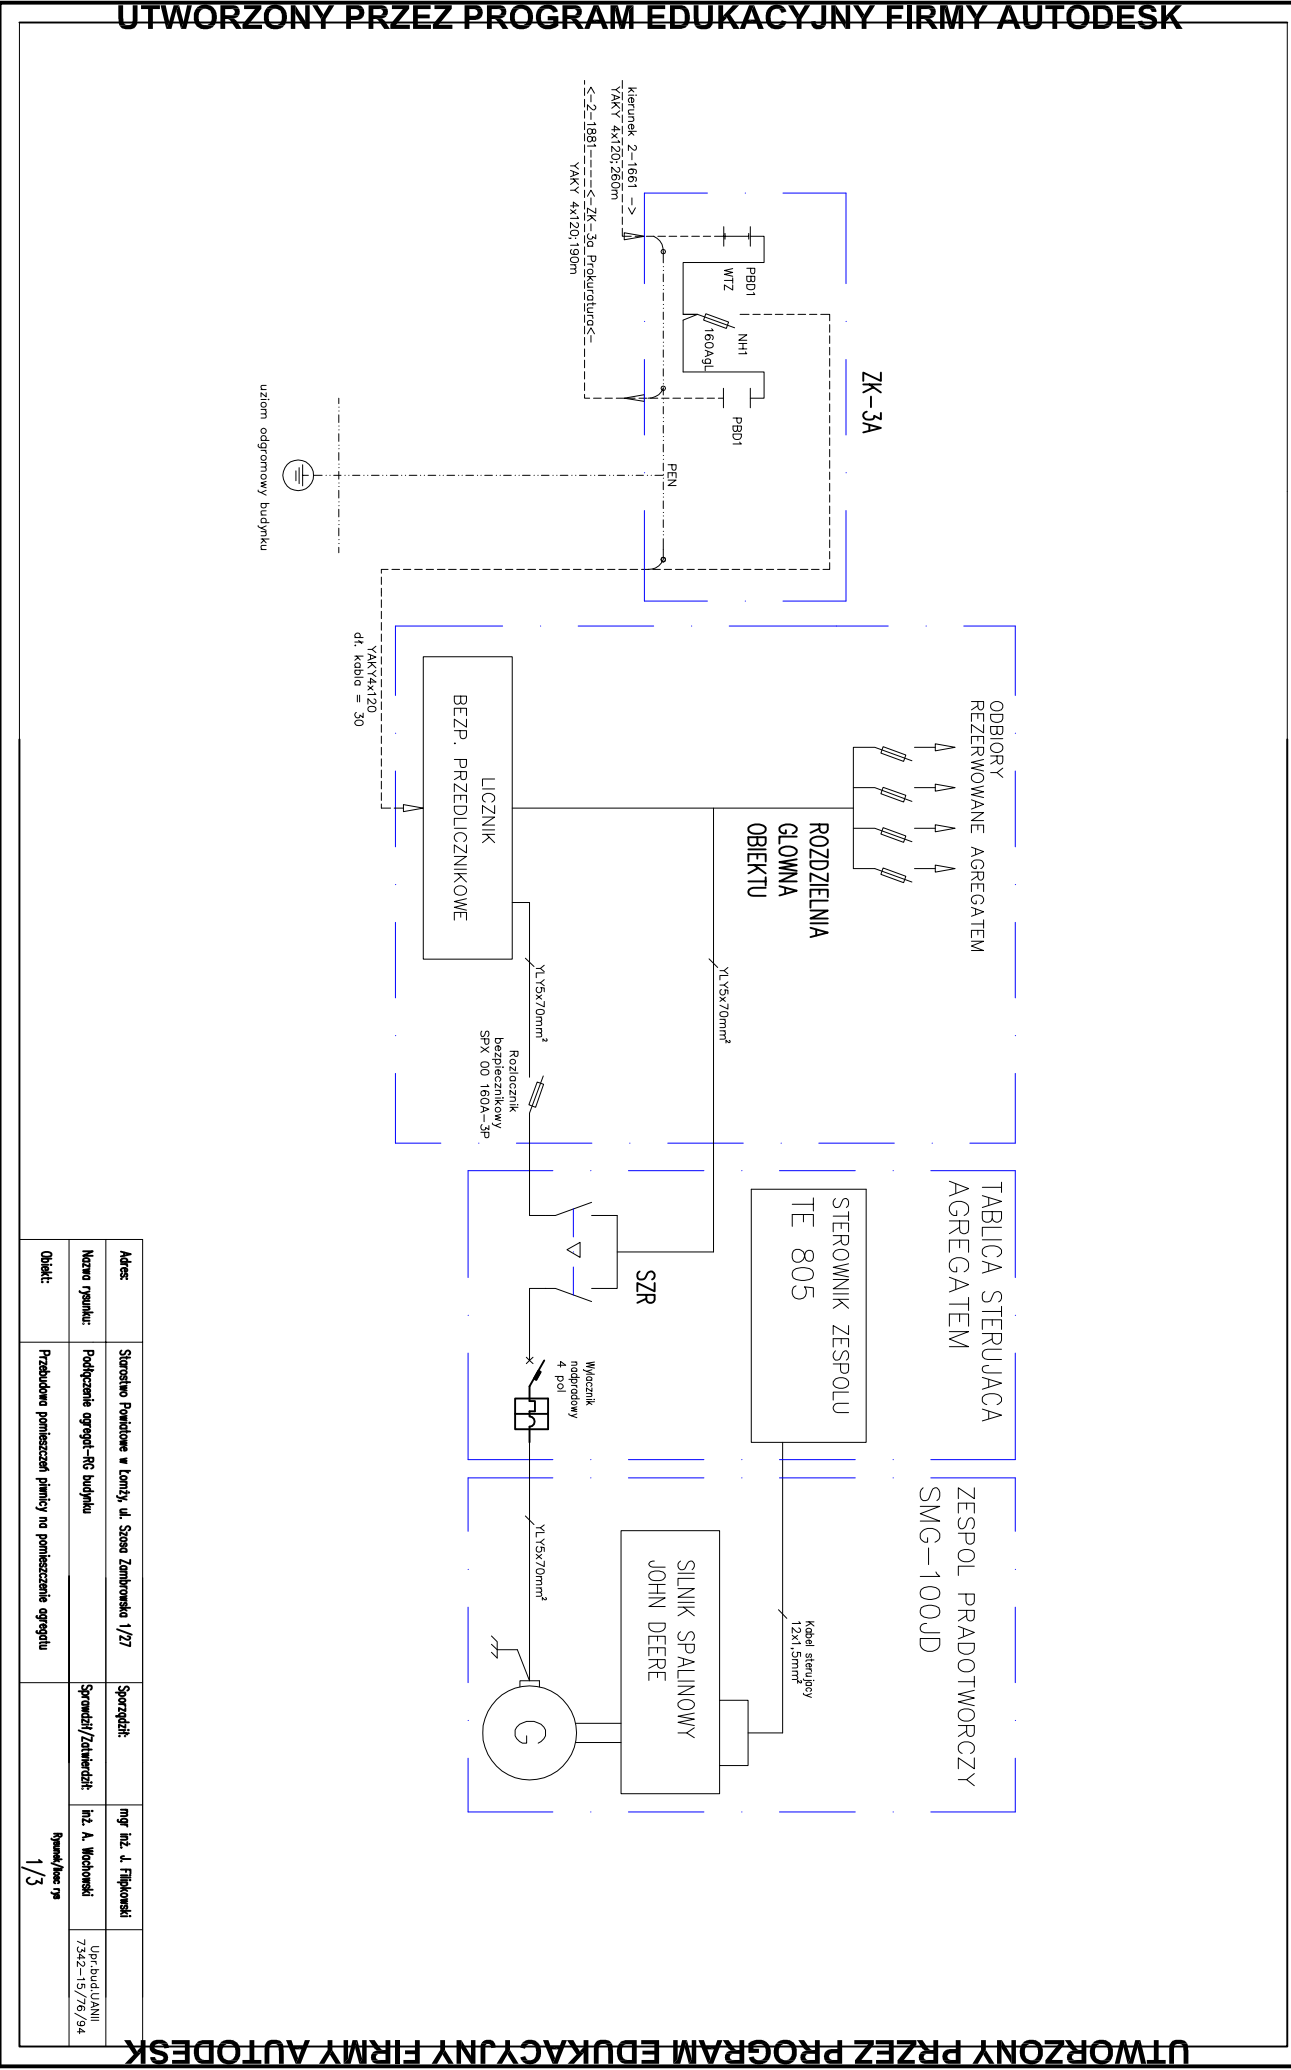 UTWORZONY PRZEZ PROGRAM EDUKACYJNY FIRMY AUTODESK
kierunek 2-1661 ->
YAKY 4x120;260m
<-2-1881----<-ZK-3a Prokuratura<-
YAKY 4x120;190m
ZK-3A
PBD1
WTZ
NH1
160AgL
PBD1
PEN
uziom odgromowy budynku
YAKY4x120
dł. kabla = 30
ODBIORY
REZERWOWANE AGREGATEM
ROZDZIELNIA
GLOWNA
OBIEKTU
LICZNIK
BEZP. PRZEDLICZNIKOWE
YLY5x70mm²
YLY5x70mm²
Rozlacznik
bezpiecznikowy
SPX 00 160A-3P
TABLICA STERUJACA
AGREGATEM
STEROWNIK ZESPOLU
TE 805
SZR
Wylacznik
nadpradowy
4 pol
ZESPOL PRADOTWORCZY
SMG-100JD
SILNIK SPALINOWY
JOHN DEERE
Kabel sterujacy
12x1,5mm²
YLY5x70mm²
G
Adres:
Starostwo Powiatowe w Łomży, ul. Szosa Zambrowska 1/27
Sporządził:
mgr inż. J. Filipkowski
Nazwa rysunku:
Podłączenie agregat-RG budynku
Sprawdził/Zatwierdził:
inż. A. Wachowski
Upr.bud.UANII
7342-15/76/94
Obiekt:
Przebudowa pomieszczeń piwnicy na pomieszczenie agregatu
Rysunek/Ilosc rys
1/3
UTWORZONY PRZEZ PROGRAM EDUKACYJNY FIRMY AUTODESK